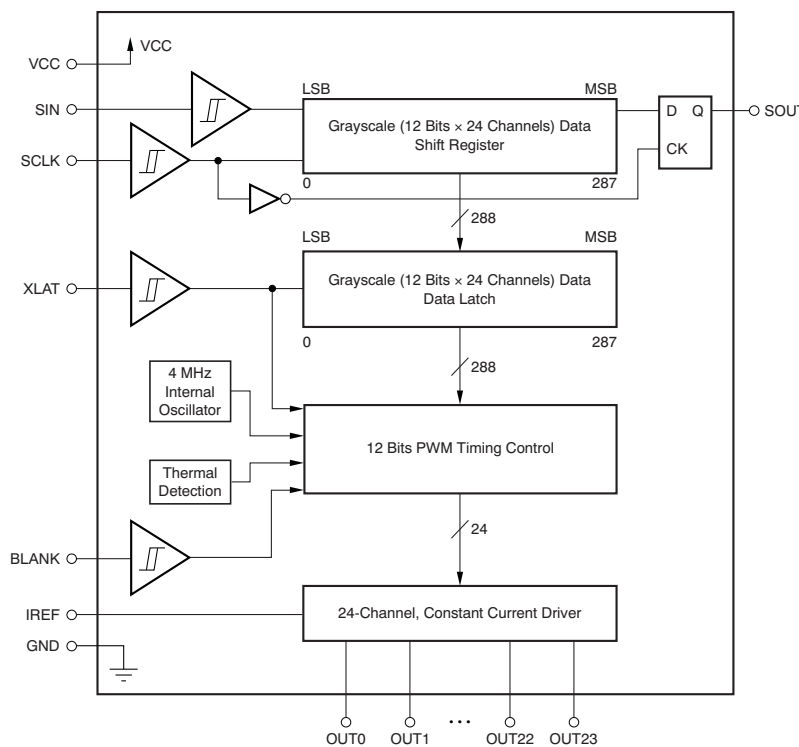 VCC
VCC
SIN
SCLK
LSB
MSB
Grayscale (12 Bits × 24 Channels) Data
Shift Register
0
287
D
Q
CK
SOUT
288
LSB
MSB
XLAT
Grayscale (12 Bits × 24 Channels) Data
Data Latch
0
287
288
4 MHz
Internal
Oscillator
12 Bits PWM Timing Control
Thermal
Detection
24
BLANK
IREF
24-Channel, Constant Current Driver
GND
OUT0
OUT1
...
OUT22
OUT23